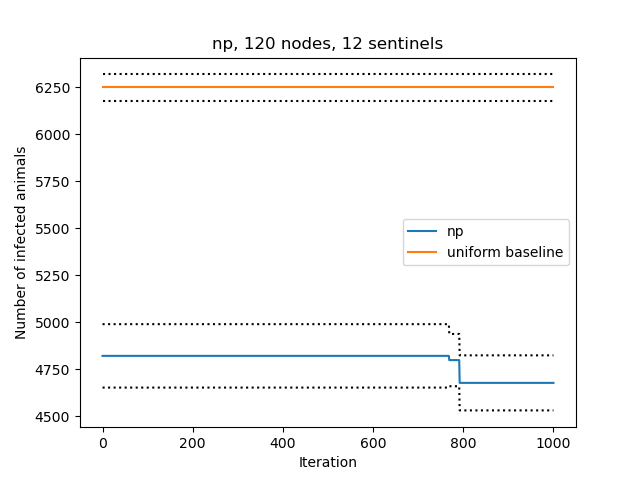 np, 120 nodes, 12 sentinels
Number of infected animals
6250
6000
5750
5500
5250
5000
4750
4500
np
uniform baseline
0
200
400
600
800
1000
Iteration